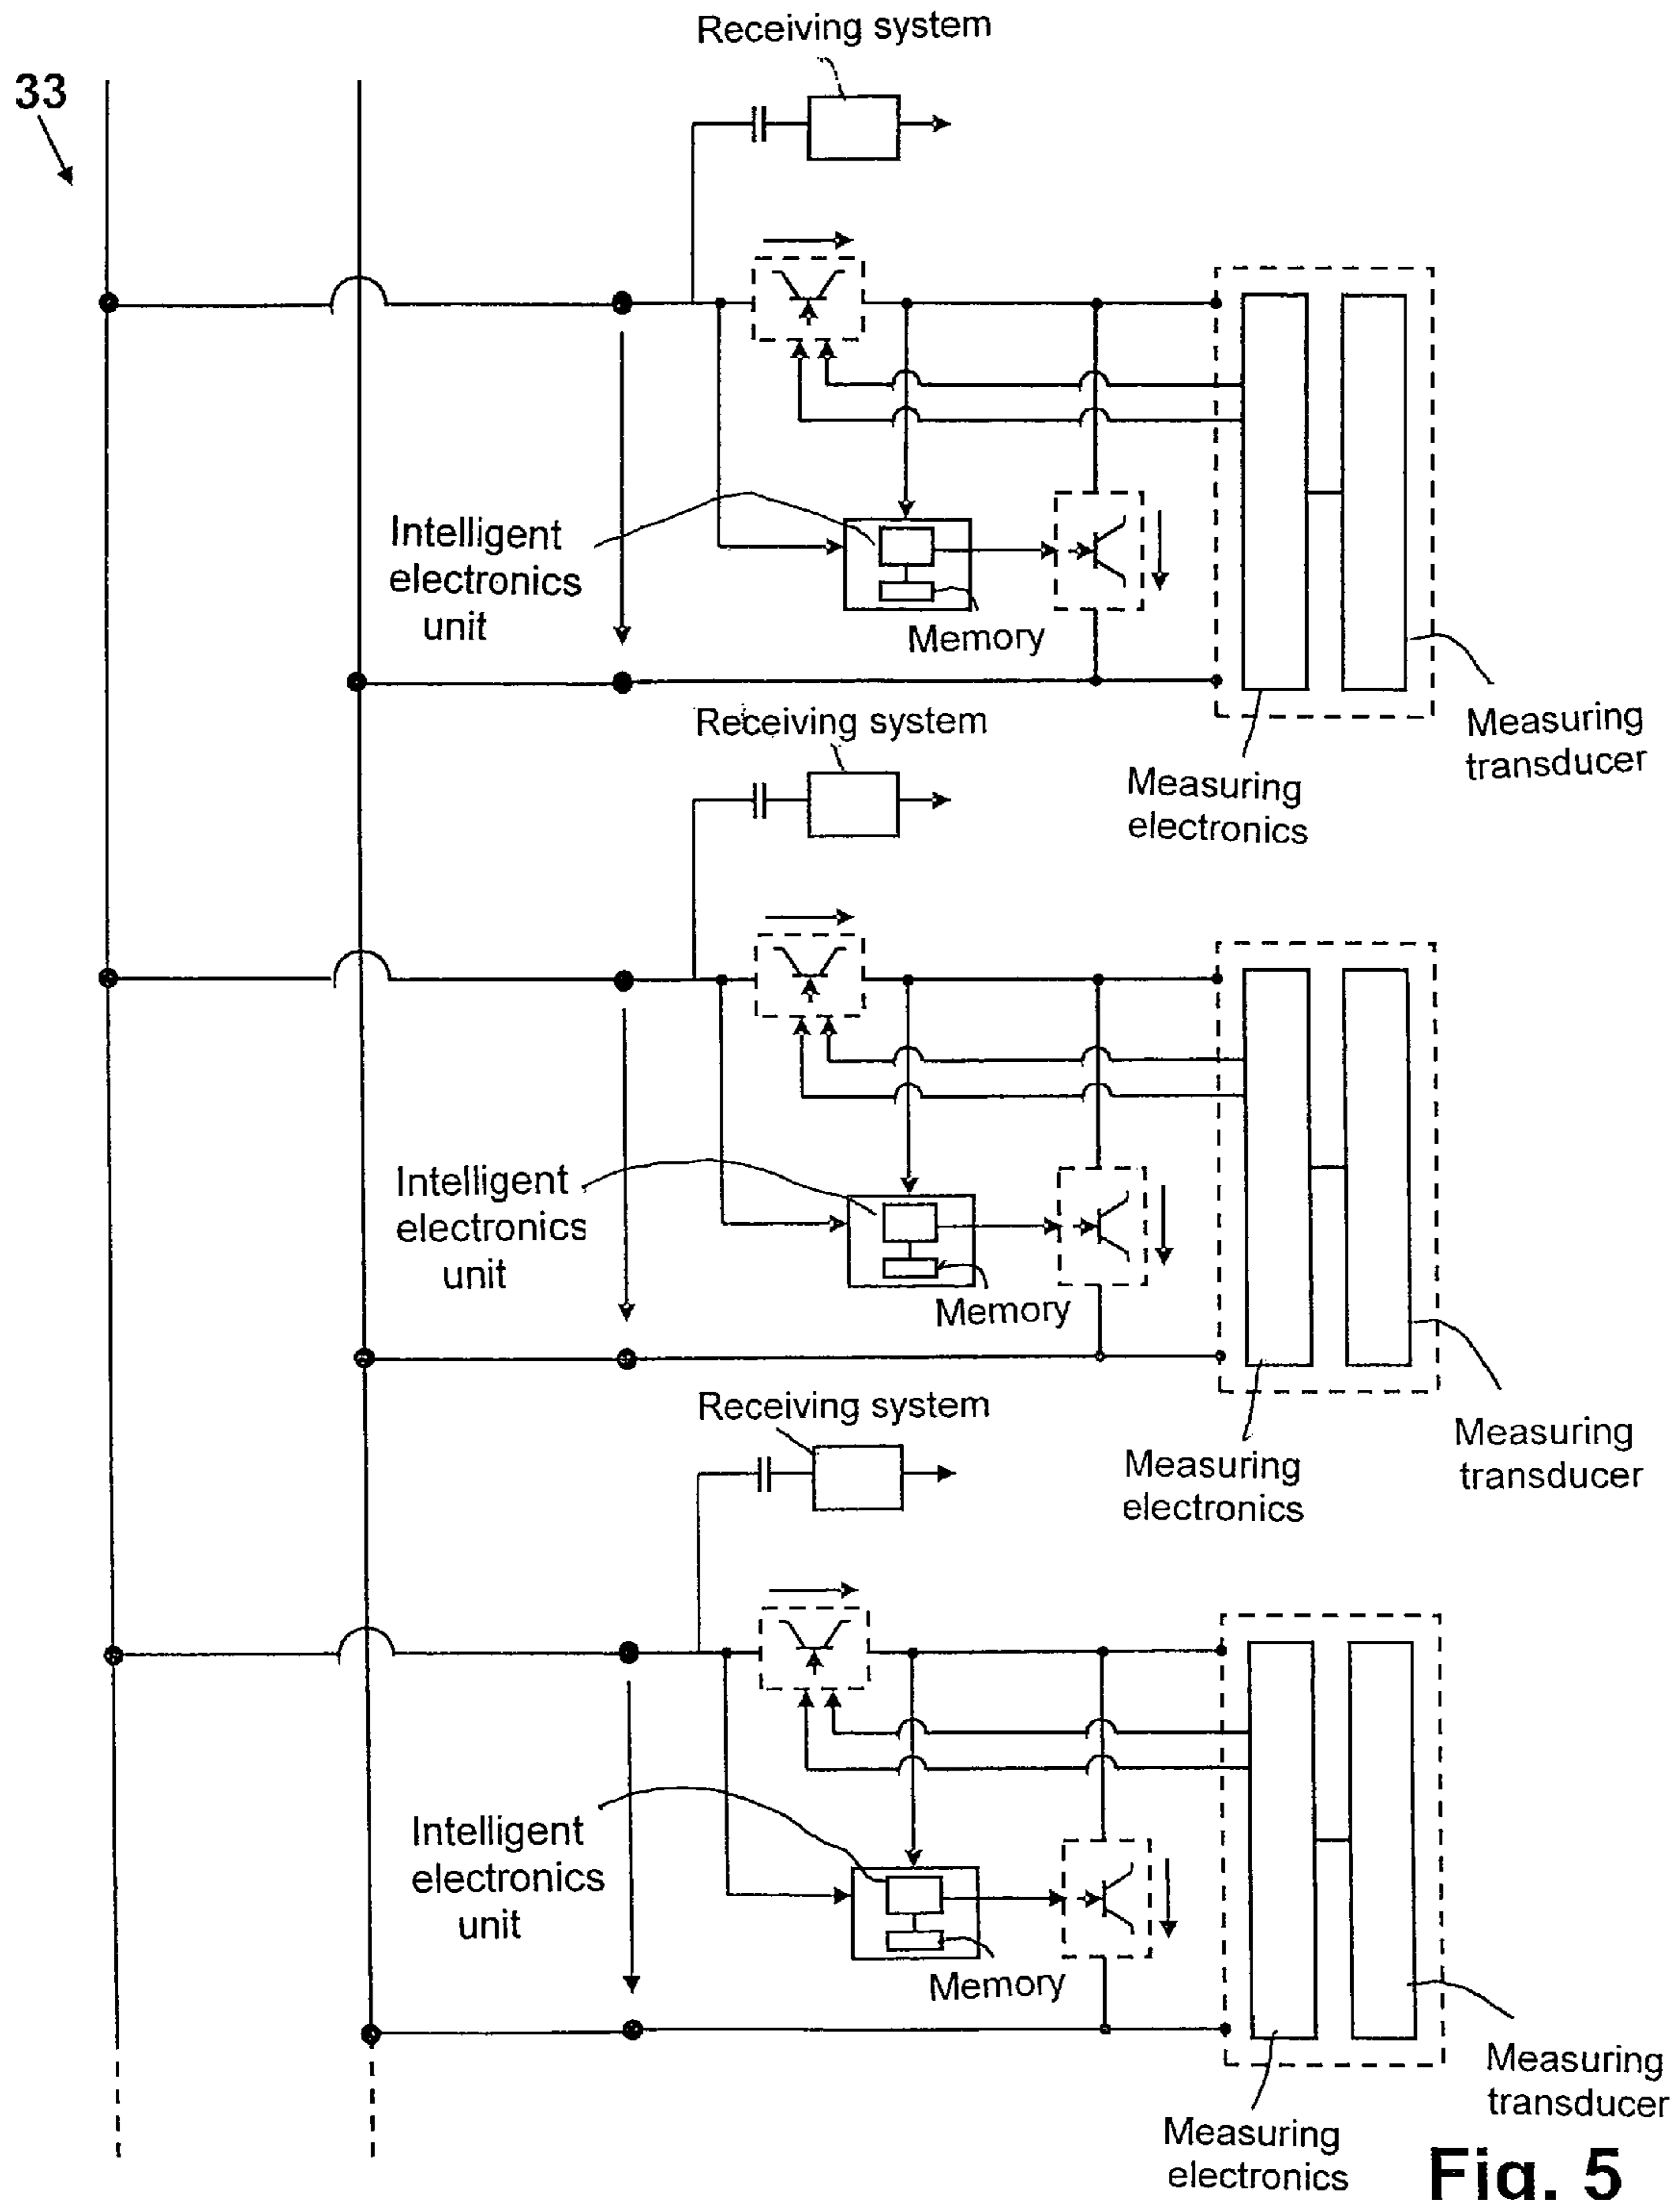 Receiving system
33
Intelligent
electronics
unit
Memory
Measuring
transducer
Measuring
electronics
Receiving system
Intelligent
electronics
unit
Memory
Measuring
transducer
Measuring
electronics
Receiving system
Intelligent
electronics
unit
Memory
Measuring
transducer
Measuring
electronics
Fig. 5